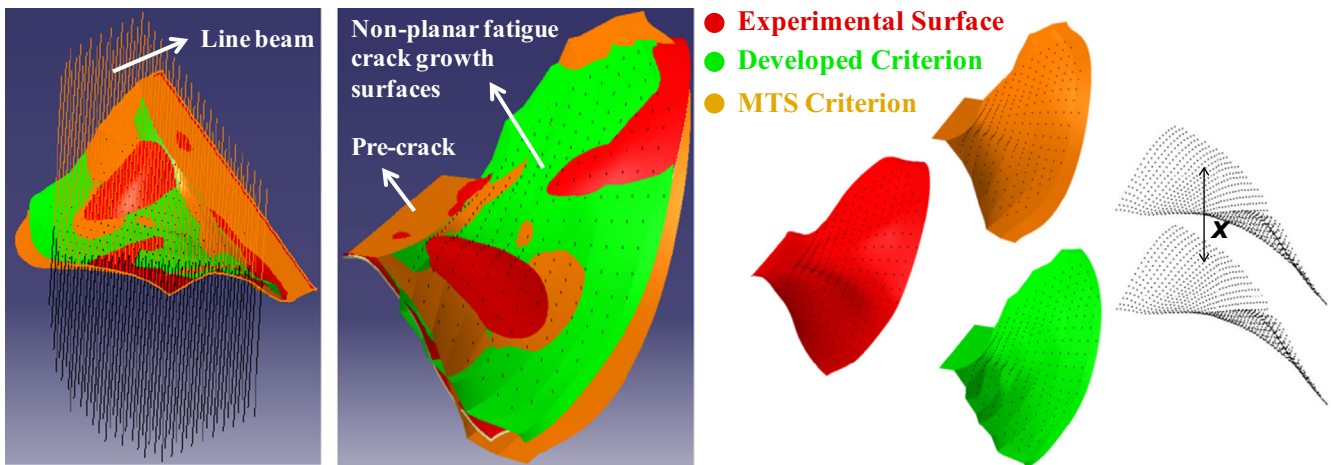 Line beam
Non-planar fatigue
crack growth
surfaces
Pre-crack
Experimental Surface
Developed Criterion
MTS Criterion
x